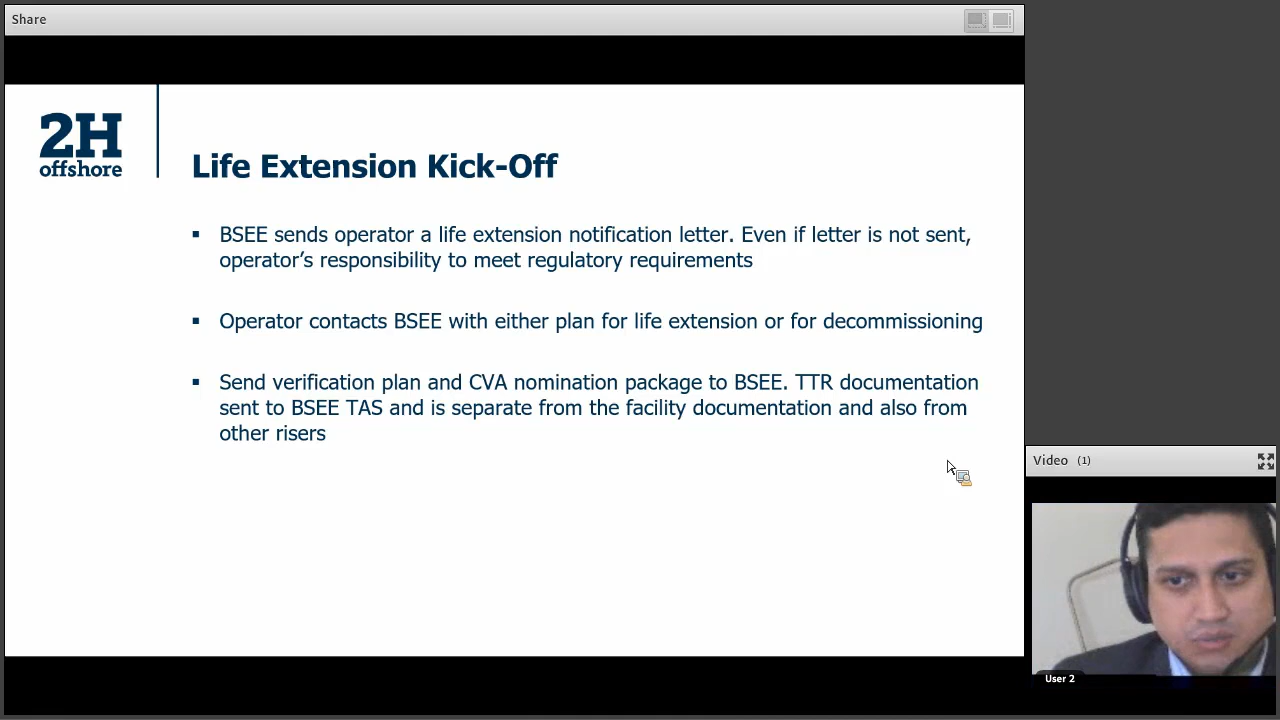 Share
2H
offshore
Life Extension Kick-Off
▪ BSEE sends operator a life extension notification letter. Even if letter is not sent,
operator’s responsibility to meet regulatory requirements
▪ Operator contacts BSEE with either plan for life extension or for decommissioning
▪ Send verification plan and CVA nomination package to BSEE. TTR documentation
sent to BSEE TAS and is separate from the facility documentation and also from
other risers
Video (1)
User 2